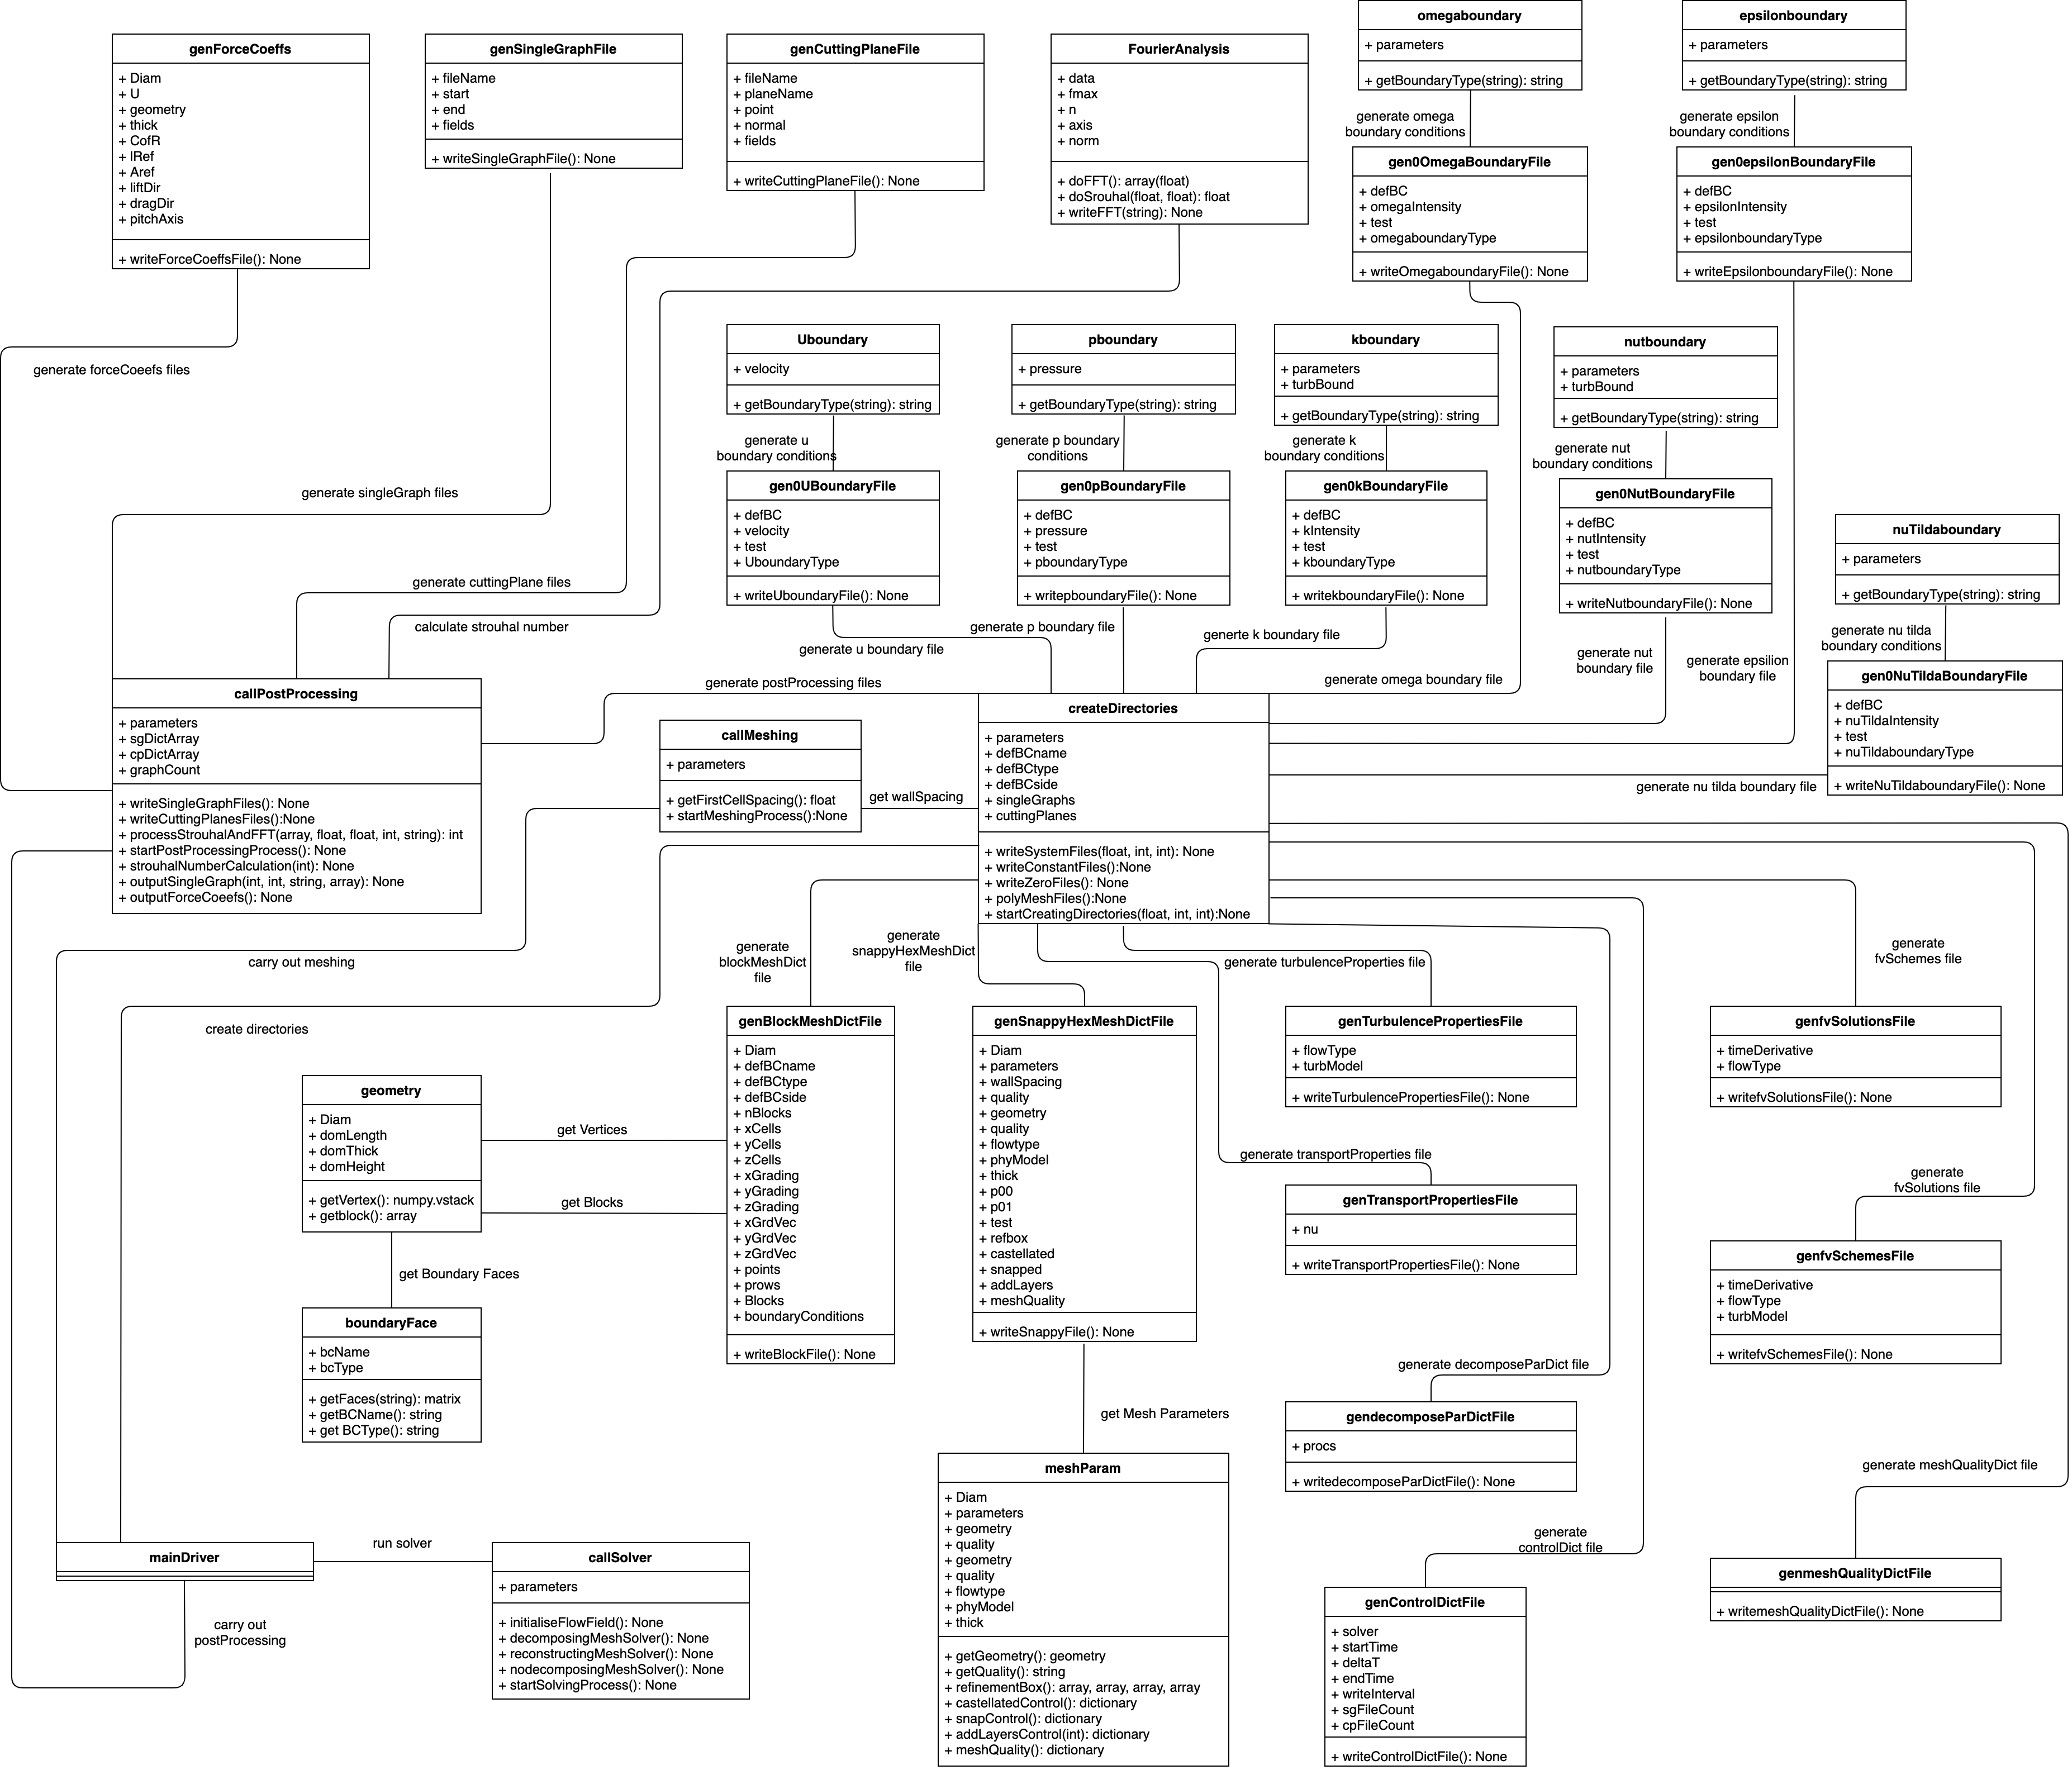 genForceCoeffs
+ Diam
+ U
+ geometry
+ thick
+ CofR
+ lRef
+ Aref
+ liftDir
+ dragDir
+ pitchAxis
+ writeForceCoeffsFile(): None
genSingleGraphFile
+ fileName
+ start
+ end
+ fields
+ writeSingleGraphFile(): None
genCuttingPlaneFile
+ fileName
+ planeName
+ point
+ normal
+ fields
+ writeCuttingPlaneFile(): None
FourierAnalysis
+ data
+ fmax
+ n
+ axis
+ norm
+ doFFT(): array(float)
+ doSrouhal(float, float): float
+ writeFFT(string): None
omegaboundary
+ parameters
+ getBoundaryType(string): string
generate omega
boundary conditions
gen0OmegaBoundaryFile
+ defBC
+ omegaIntensity
+ test
+ omegaboundaryType
+ writeOmegaboundaryFile(): None
epsilonboundary
+ parameters
+ getBoundaryType(string): string
generate epsilon
boundary conditions
gen0epsilonBoundaryFile
+ defBC
+ epsilonIntensity
+ test
+ epsilonboundaryType
+ writeEpsilonboundaryFile(): None
generate forceCoeefs files
generate singleGraph files
generate cuttingPlane files
calculate strouhal number
Uboundary
+ velocity
+ getBoundaryType(string): string
generate u
boundary conditions
gen0UBoundaryFile
+ defBC
+ velocity
+ test
+ UboundaryType
+ writeUboundaryFile(): None
generate u boundary file
pboundary
+ pressure
+ getBoundaryType(string): string
generate p boundary
conditions
gen0pBoundaryFile
+ defBC
+ pressure
+ test
+ pboundaryType
+ writepboundaryFile(): None
generate p boundary file
kboundary
+ parameters
+ turbBound
+ getBoundaryType(string): string
generate k
boundary conditions
gen0kBoundaryFile
+ defBC
+ kIntensity
+ test
+ kboundaryType
+ writekboundaryFile(): None
generte k boundary file
nutboundary
+ parameters
+ turbBound
+ getBoundaryType(string): string
generate nut
boundary conditions
gen0NutBoundaryFile
+ defBC
+ nutIntensity
+ test
+ nutboundaryType
+ writeNutboundaryFile(): None
generate nut
boundary file
generate epsilion
boundary file
generate omega boundary file
nuTildaboundary
+ parameters
+ getBoundaryType(string): string
generate nu tilda
boundary conditions
gen0NuTildaBoundaryFile
+ defBC
+ nuTildaIntensity
+ test
+ nuTildaboundaryType
+ writeNuTildaboundaryFile(): None
generate nu tilda boundary file
callPostProcessing
+ parameters
+ sgDictArray
+ cpDictArray
+ graphCount
+ writeSingleGraphFiles(): None
+ writeCuttingPlanesFiles():None
+ processStrouhalAndFFT(array, float, float, int, string): int
+ startPostProcessingProcess(): None
+ strouhalNumberCalculation(int): None
+ outputSingleGraph(int, int, string, array): None
+ outputForceCoeefs(): None
generate postProcessing files
callMeshing
+ parameters
+ getFirstCellSpacing(): float
+ startMeshingProcess():None
get wallSpacing
createDirectories
+ parameters
+ defBCname
+ defBCtype
+ defBCside
+ singleGraphs
+ cuttingPlanes
+ writeSystemFiles(float, int, int): None
+ writeConstantFiles():None
+ writeZeroFiles(): None
+ polyMeshFiles():None
+ startCreatingDirectories(float, int, int):None
carry out meshing
create directories
generate
blockMeshDict
file
generate
snappyHexMeshDict
file
generate turbulenceProperties file
generate
fvSchemes file
geometry
+ Diam
+ domLength
+ domThick
+ domHeight
+ getVertex(): numpy.vstack
+ getblock(): array
get Vertices
get Blocks
get Boundary Faces
boundaryFace
+ bcName
+ bcType
+ getFaces(string): matrix
+ getBCName(): string
+ get BCType(): string
genBlockMeshDictFile
+ Diam
+ defBCname
+ defBCtype
+ defBCside
+ nBlocks
+ xCells
+ yCells
+ zCells
+ xGrading
+ yGrading
+ zGrading
+ xGrdVec
+ yGrdVec
+ zGrdVec
+ points
+ prows
+ Blocks
+ boundaryConditions
+ writeBlockFile(): None
genSnappyHexMeshDictFile
+ Diam
+ parameters
+ wallSpacing
+ quality
+ geometry
+ quality
+ flowtype
+ phyModel
+ thick
+ p00
+ p01
+ test
+ refbox
+ castellated
+ snapped
+ addLayers
+ meshQuality
+ writeSnappyFile(): None
get Mesh Parameters
meshParam
+ Diam
+ parameters
+ geometry
+ quality
+ geometry
+ quality
+ flowtype
+ phyModel
+ thick
+ getGeometry(): geometry
+ getQuality(): string
+ refinementBox(): array, array, array, array
+ castellatedControl(): dictionary
+ snapControl(): dictionary
+ addLayersControl(int): dictionary
+ meshQuality(): dictionary
genTurbulencePropertiesFile
+ flowType
+ turbModel
+ writeTurbulencePropertiesFile(): None
generate transportProperties file
genTransportPropertiesFile
+ nu
+ writeTransportPropertiesFile(): None
generate decomposeParDict file
gendecomposeParDictFile
+ procs
+ writedecomposeParDictFile(): None
generate
controlDict file
genControlDictFile
+ solver
+ startTime
+ deltaT
+ endTime
+ writeInterval
+ sgFileCount
+ cpFileCount
+ writeControlDictFile(): None
genfvSolutionsFile
+ timeDerivative
+ flowType
+ writefvSolutionsFile(): None
generate
fvSolutions file
genfvSchemesFile
+ timeDerivative
+ flowType
+ turbModel
+ writefvSchemesFile(): None
generate meshQualityDict file
genmeshQualityDictFile
+ writemeshQualityDictFile(): None
mainDriver
run solver
callSolver
+ parameters
+ initialiseFlowField(): None
+ decomposingMeshSolver(): None
+ reconstructingMeshSolver(): None
+ nodecomposingMeshSolver(): None
+ startSolvingProcess(): None
carry out
postProcessing